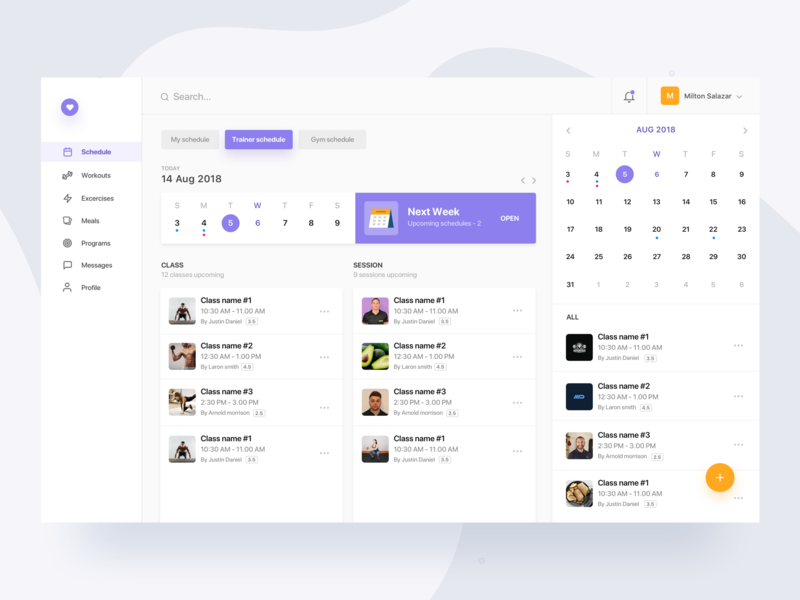 Search...
M
Milton Salazar
Schedule
Workouts
Excercises
Meals
Programs
Messages
Profile
My schedule
Trainer schedule
Gym schedule
TODAY
14 Aug 2018
S M T W T F S
3 4 5 6 7 8 9
Next Week
Upcoming schedules - 2
OPEN
CLASS
12 classes upcoming
Class name #1
10:30 AM - 11.00 AM
By Justin Daniel 3.5
Class name #2
12:30 AM - 1.00 PM
By Laron smith 4.5
Class name #3
2:30 PM - 3.00 PM
By Arnold morrison 2.5
Class name #1
10:30 AM - 11.00 AM
By Justin Daniel 3.5
SESSION
9 sessions upcoming
Class name #1
10:30 AM - 11.00 AM
By Justin Daniel 3.5
Class name #2
12:30 AM - 1.00 PM
By Laron smith 4.5
Class name #3
2:30 PM - 3.00 PM
By Arnold morrison 2.5
Class name #1
10:30 AM - 11.00 AM
By Justin Daniel 3.5
AUG 2018
S M T W T F S
3 4 5 6 7 8 9
10 11 12 13 14 15 16
17 18 19 20 21 22 23
24 25 26 27 28 29 30
31 1 2 3 4 5 6
ALL
Class name #1
10:30 AM - 11.00 AM
By Justin Daniel 3.5
Class name #2
12:30 AM - 1.00 PM
By Laron smith 4.5
Class name #3
2:30 PM - 3.00 PM
By Arnold morrison 2.5
Class name #1
10:30 AM - 11.00 AM
By Justin Daniel 3.5